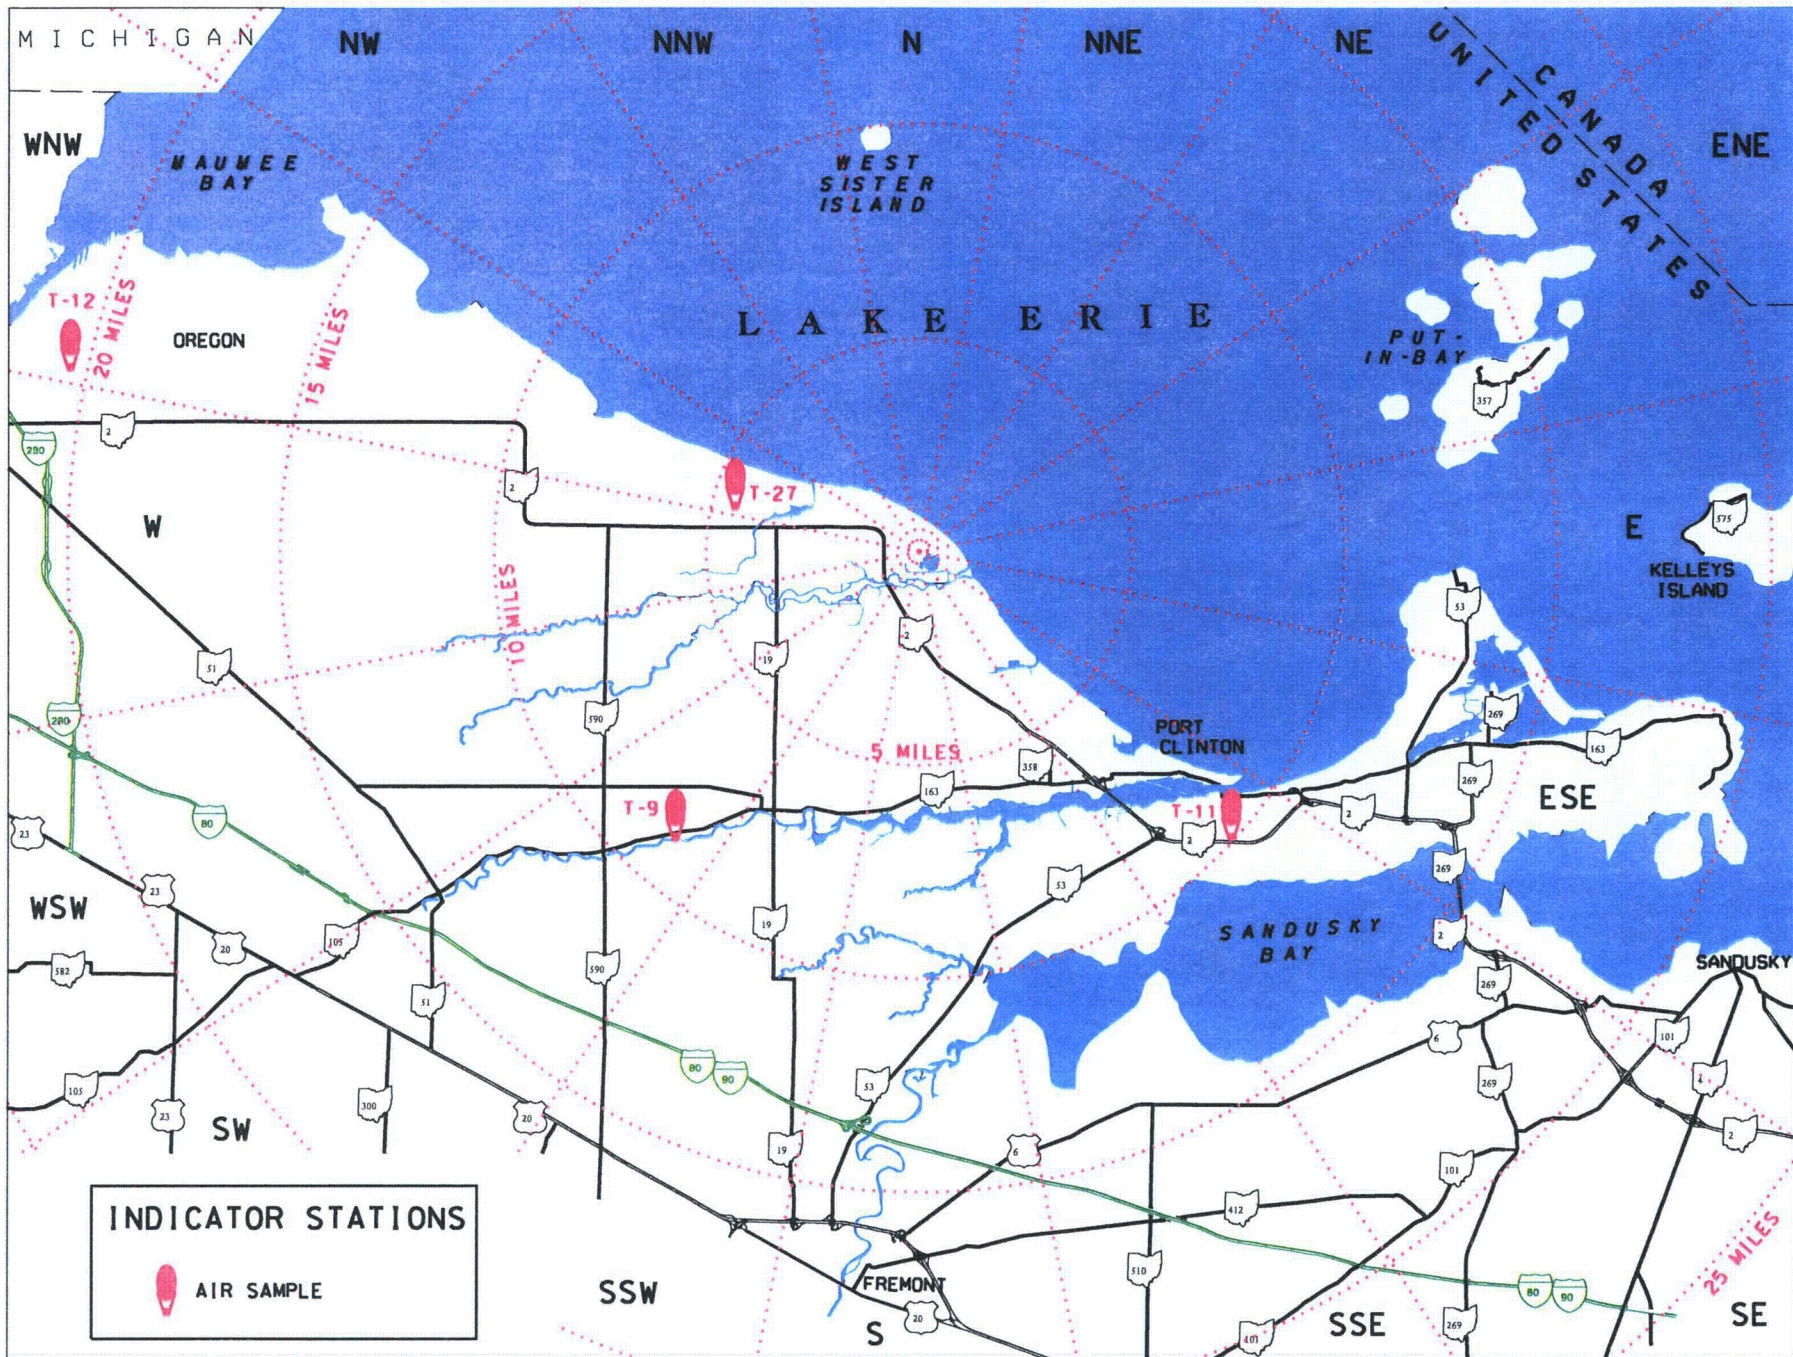 MICHIGAN
NW
NNW
N
NNE
NE
CANADA
UNITED STATES
WNW
ENE
MAUMEE
BAY
WEST
SISTER
ISLAND
T-12
20 MILES
OREGON
15 MILES
LAKE ERIE
PUT-
IN-BAY
357
2
280
2
T-27
W
575
E
KELLEYS
ISLAND
10 MILES
53
2
51
19
280
590
269
PORT
CLINTON
163
5 MILES
358
269
163
ESE
T-9
T-11
2
2
80
23
23
269
53
WSW
105
20
19
2
SANDUSKY
BAY
SANDUSKY
582
590
269
51
6
101
80
90
53
269
4
105
23
300
20
2
SW
19
6
101
INDICATOR STATIONS
AIR SAMPLE
412
25 MILES
510
SSW
FREMONT
80
90
20
S
SSE
269
SE
101